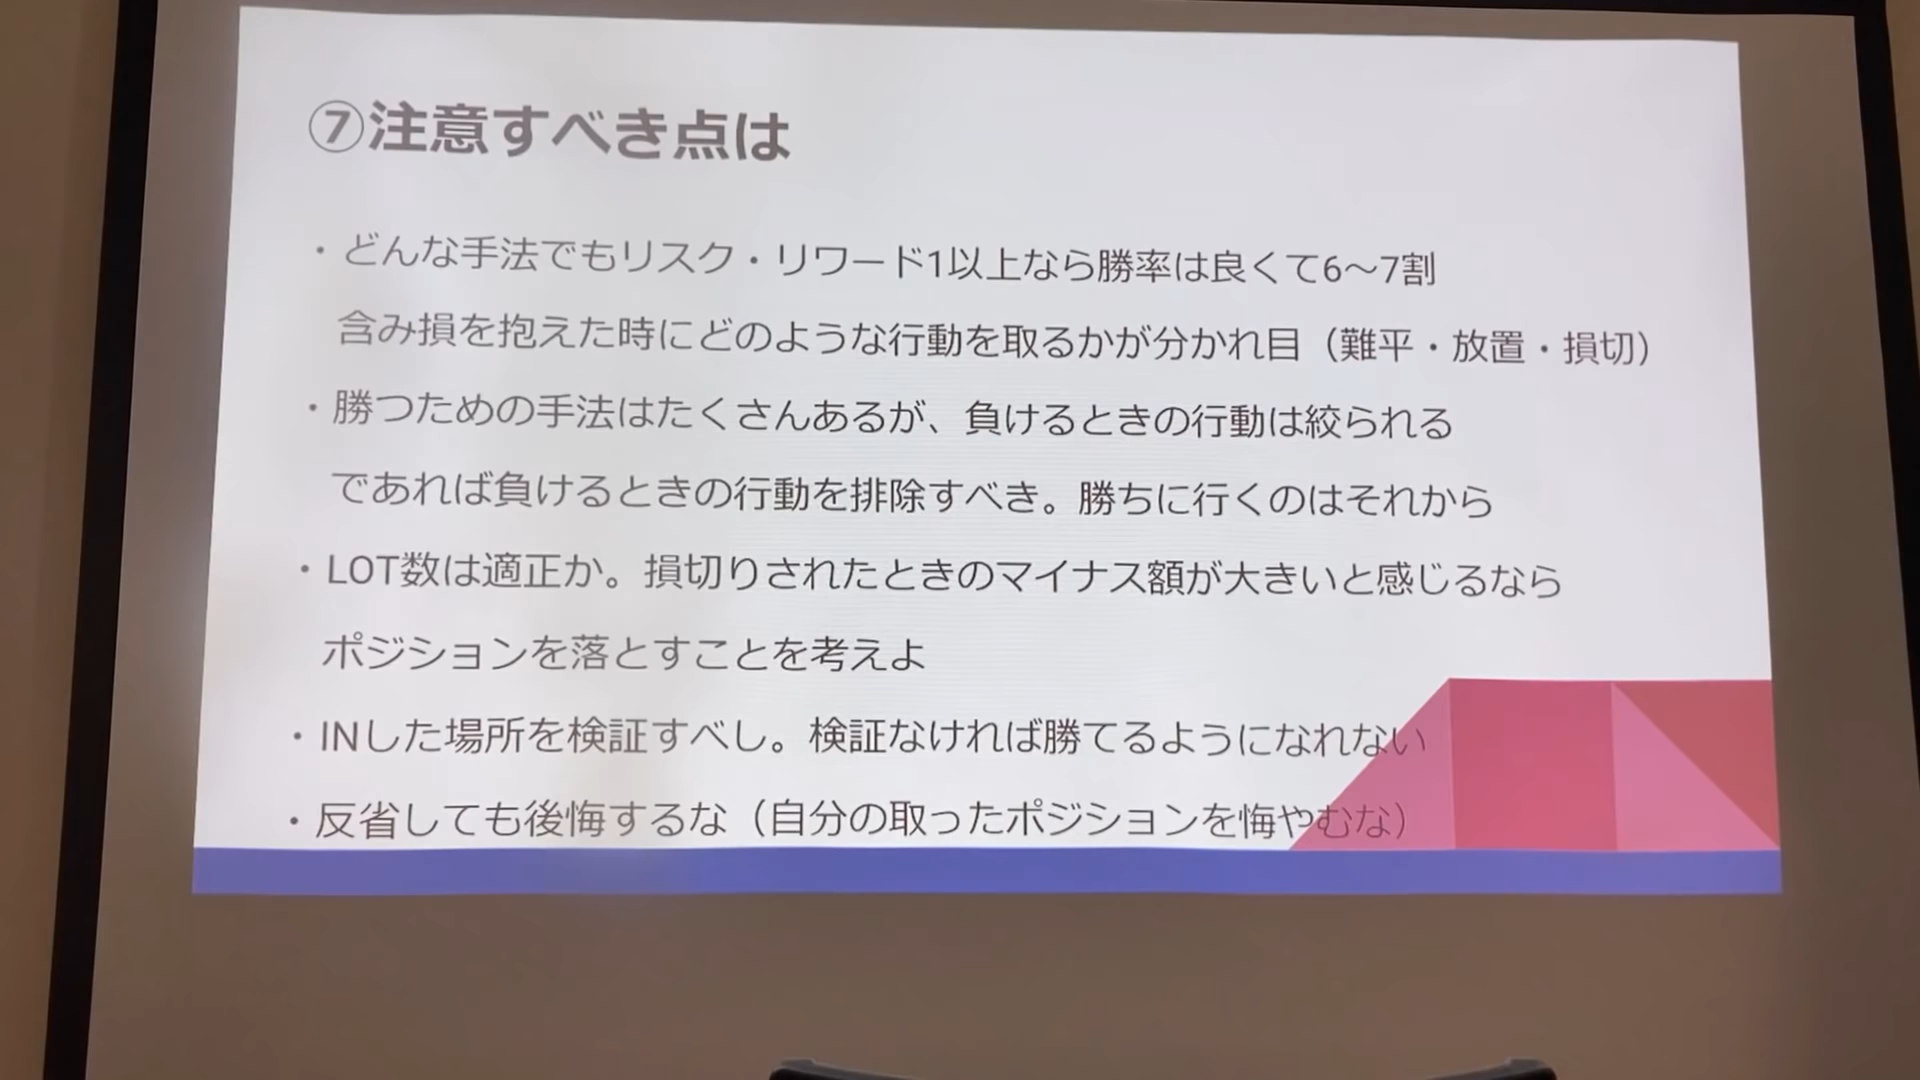 ⑦注意すべき点は
・どんな手法でもリスク・リワード1以上なら勝率は良くて6〜7割
含み損を抱えた時にどのような行動を取るかが分かれ目（難平・放置・損切）
・勝つための手法はたくさんあるが、負けるときの行動は絞られる
であれば負けるときの行動を排除すべき。勝ちに行くのはそれから
・LOT数は適正か。損切りされたときのマイナス額が大きいと感じるなら
ポジションを落とすことを考えよ
・INした場所を検証すべし。検証なければ勝てるようになれない
・反省しても後悔するな（自分の取ったポジションを悔やむな）